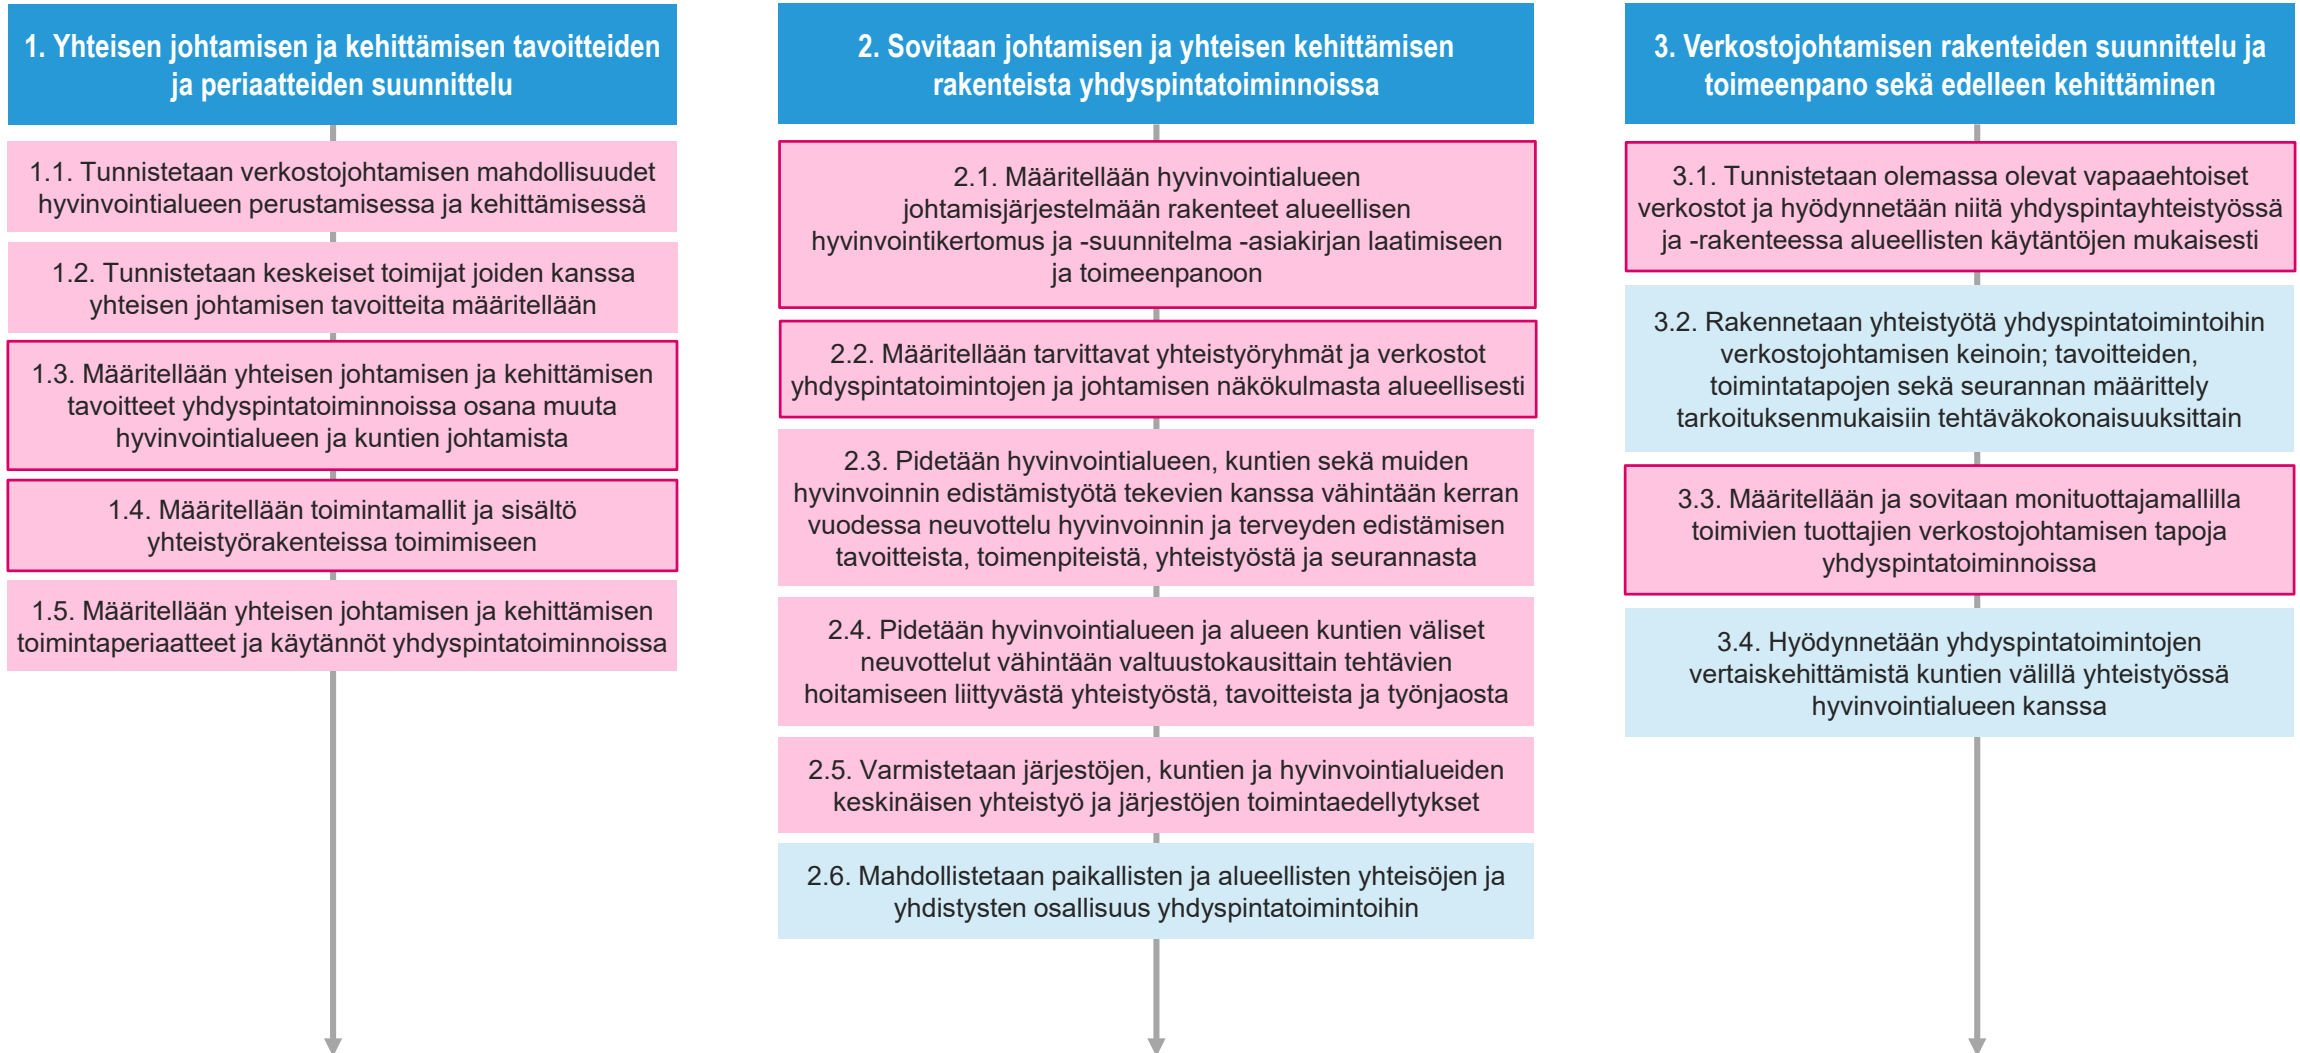 1. Yhteisen johtamisen ja kehittämisen tavoitteiden
ja periaatteiden suunnittelu
1.1. Tunnistetaan verkostojohtamisen mahdollisuudet
hyvinvointialueen perustamisessa ja kehittämisessä
1.2. Tunnistetaan keskeiset toimijat joiden kanssa
yhteisen johtamisen tavoitteita määritellään
1.3. Määritellään yhteisen johtamisen ja kehittämisen
tavoitteet yhdyspintatoiminnoissa osana muuta
hyvinvointialueen ja kuntien johtamista
1.4. Määritellään toimintamallit ja sisältö
yhteistyörakenteissa toimimiseen
1.5. Määritellään yhteisen johtamisen ja kehittämisen
toimintaperiaatteet ja käytännöt yhdyspintatoiminnoissa
2. Sovitaan johtamisen ja yhteisen kehittämisen
rakenteista yhdyspintatoiminnoissa
2.1. Määritellään hyvinvointialueen
johtamisjärjestelmään rakenteet alueellisen
hyvinvointikertomus ja -suunnitelma -asiakirjan laatimiseen
ja toimeenpanoon
2.2. Määritellään tarvittavat yhteistyöryhmät ja verkostot
yhdyspintatoimintojen ja johtamisen näkökulmasta alueellisesti
2.3. Pidetään hyvinvointialueen, kuntien sekä muiden
hyvinvoinnin edistämistyötä tekevien kanssa vähintään kerran
vuodessa neuvottelu hyvinvoinnin ja terveyden edistämisen
tavoitteista, toimenpiteistä, yhteistyöstä ja seurannasta
2.4. Pidetään hyvinvointialueen ja alueen kuntien väliset
neuvottelut vähintään valtuustokausittain tehtävien
hoitamiseen liittyvästä yhteistyöstä, tavoitteista ja työnjaosta
2.5. Varmistetaan järjestöjen, kuntien ja hyvinvointialueiden
keskinäisen yhteistyö ja järjestöjen toimintaedellytykset
2.6. Mahdollistetaan paikallisten ja alueellisten yhteisöjen ja
yhdistysten osallisuus yhdyspintatoimintoihin
3. Verkostojohtamisen rakenteiden suunnittelu ja
toimeenpano sekä edelleen kehittäminen
3.1. Tunnistetaan olemassa olevat vapaaehtoiset
verkostot ja hyödynnetään niitä yhdyspintayhteistyössä
ja -rakenteessa alueellisten käytäntöjen mukaisesti
3.2. Rakennetaan yhteistyötä yhdyspintatoimintoihin
verkostojohtamisen keinoin; tavoitteiden,
toimintatapojen sekä seurannan määrittely
tarkoituksenmukaisiin tehtäväkokonaisuuksittain
3.3. Määritellään ja sovitaan monituottajamallilla
toimivien tuottajien verkostojohtamisen tapoja
yhdyspintatoiminnoissa
3.4. Hyödynnetään yhdyspintatoimintojen
vertaiskehittämistä kuntien välillä yhteistyössä
hyvinvointialueen kanssa